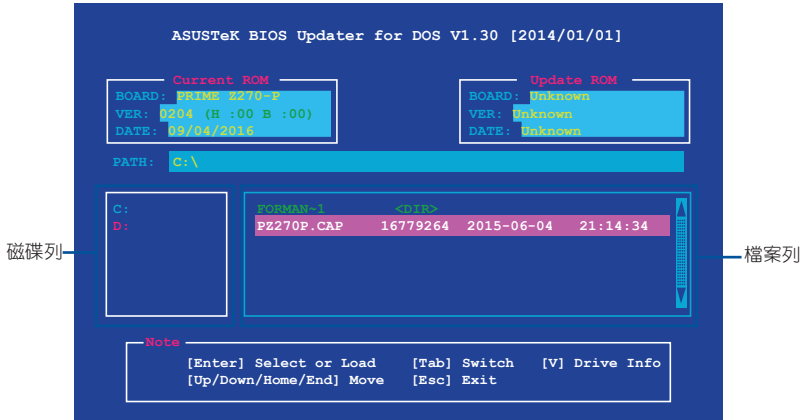 ASUSTeK BIOS Updater for DOS V1.30 [2014/01/01]
Current ROM
BOARD: PRIME Z270-P
VER: 0204 (H :00 B :00)
DATE: 09/04/2016
Update ROM
BOARD: Unknown
VER: Unknown
DATE: Unknown
PATH: C:\
C:
D:
FORMAN~1 <DIR>
PZ270P.CAP 16779264 2015-06-04 21:14:34
磁碟列
檔案列
Note
[Enter] Select or Load [Tab] Switch [V] Drive Info
[Up/Down/Home/End] Move [Esc] Exit